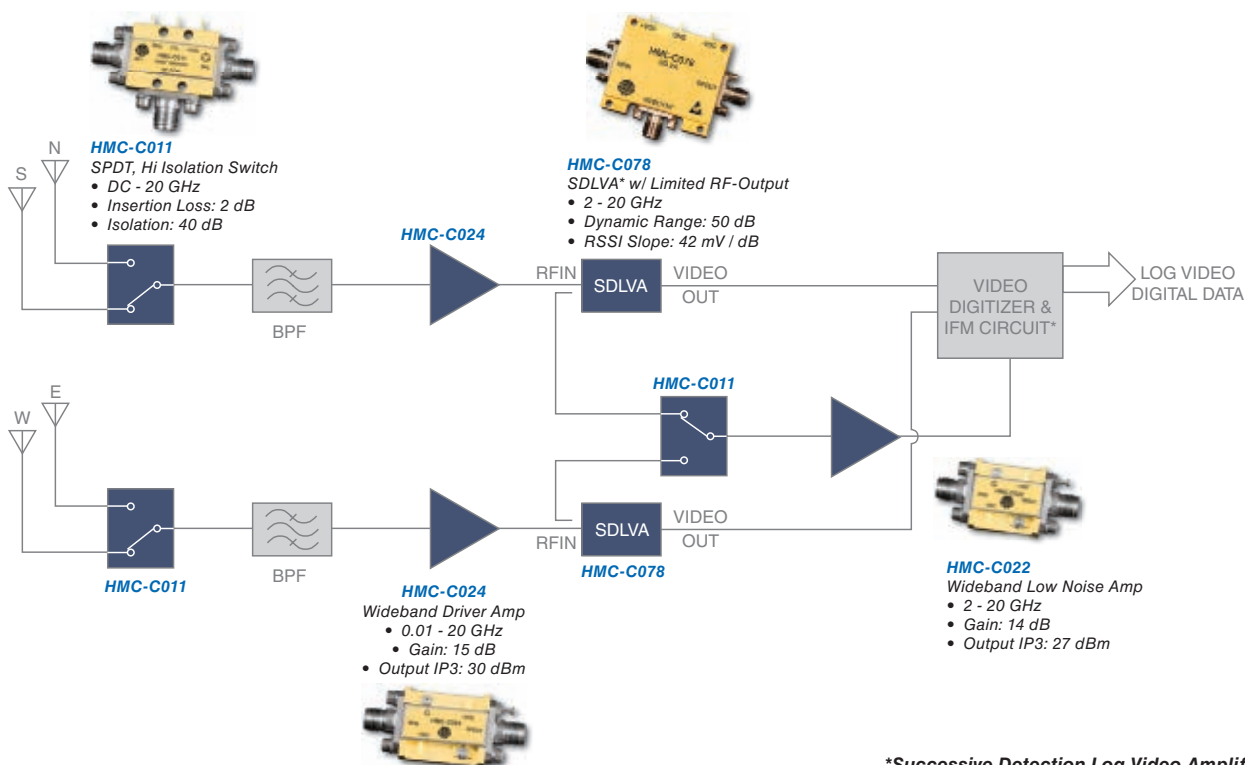 HMC-C011
SPDT, Hi Isolation Switch
• DC - 20 GHz
• Insertion Loss: 2 dB
• Isolation: 40 dB
HMC-C078
SDLVA* w/ Limited RF-Output
• 2 - 20 GHz
• Dynamic Range: 50 dB
• RSSI Slope: 42 mV / dB
N
S
BPF
HMC-C024
RFIN
SDLVA
VIDEO
OUT
VIDEO
DIGITIZER &
IFM CIRCUIT*
LOG VIDEO
DIGITAL DATA
HMC-C011
E
W
HMC-C011
BPF
HMC-C024
Wideband Driver Amp
• 0.01 - 20 GHz
• Gain: 15 dB
• Output IP3: 30 dBm
RFIN
SDLVA
VIDEO
OUT
HMC-C078
HMC-C022
Wideband Low Noise Amp
• 2 - 20 GHz
• Gain: 14 dB
• Output IP3: 27 dBm
*Successive Detection Log Video